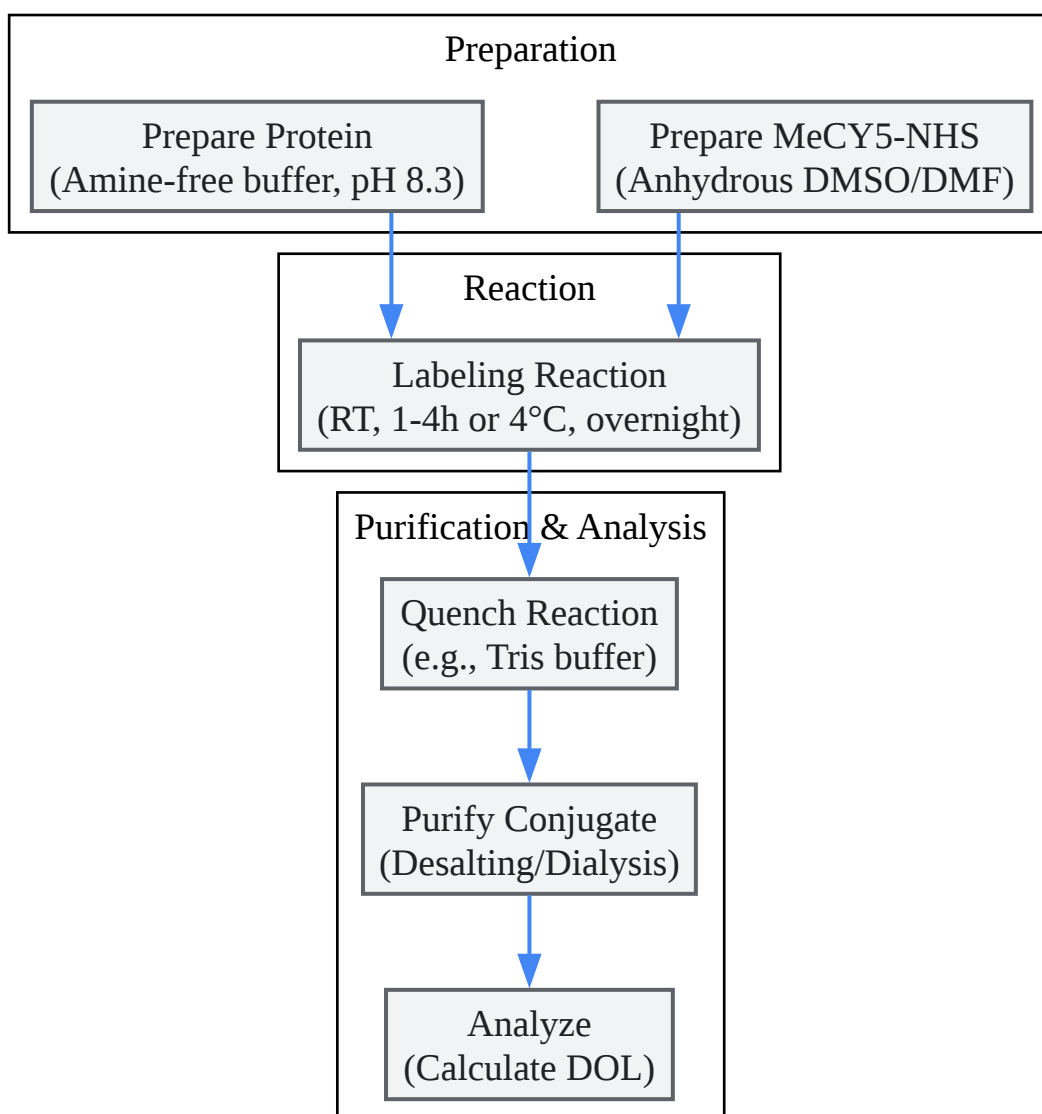 Preparation
Prepare Protein
(Amine-free buffer, pH 8.3)
Prepare MeCY5-NHS
(Anhydrous DMSO/DMF)
Reaction
Labeling Reaction
(RT, 1-4h or 4°C, overnight)
Purification & Analysis
Quench Reaction
(e.g., Tris buffer)
Purify Conjugate
(Desalting/Dialysis)
Analyze
(Calculate DOL)